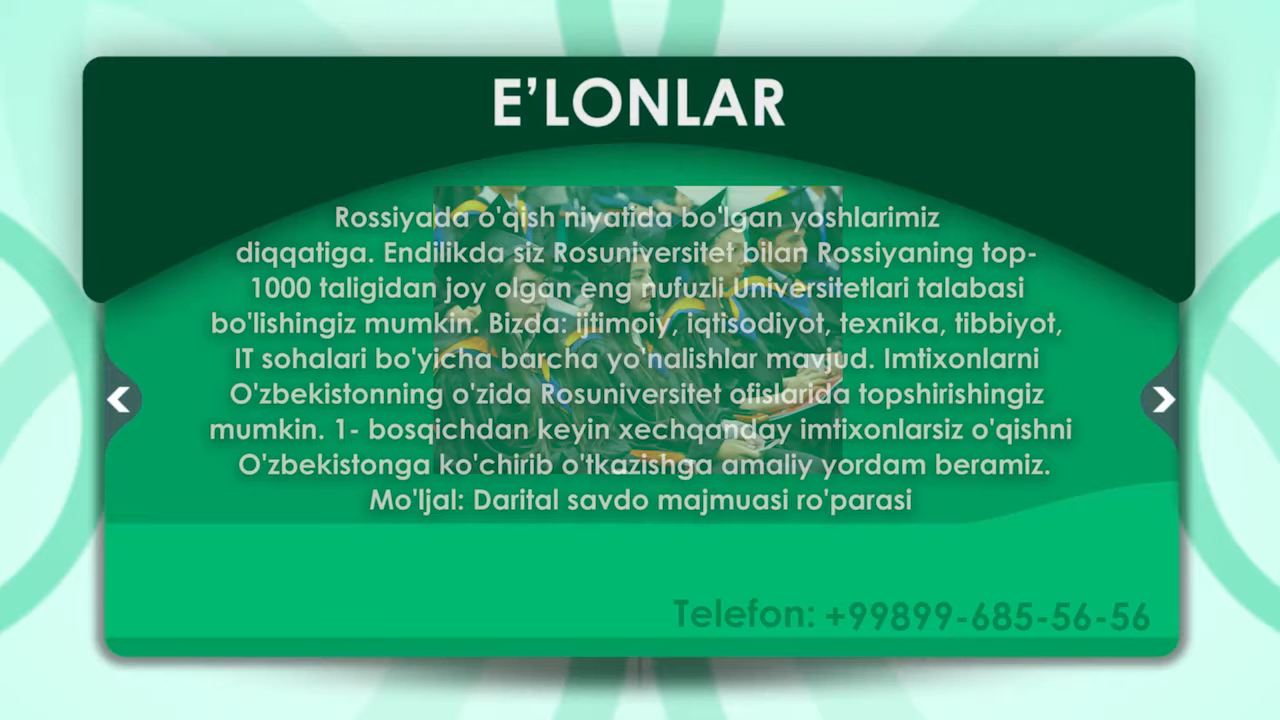 E’LONLAR
Rossiyada o'qish niyatida bo'lgan yoshlarimiz
diqqatiga. Endilikda siz Rosuniversitet bilan Rossiyaning top-
1000 taligidan joy olgan eng nufuzli Universitetlari talabasi
bo'lishingiz mumkin. Bizda: ijtimoiy, iqtisodiyot, texnika, tibbiyot,
IT sohalari bo'yicha barcha yo'nalishlar mavjud. Imtixonlarni
O'zbekistonning o'zida Rosuniversitet ofislarida topshirishingiz
mumkin. 1- bosqichdan keyin xechqanday imtixonlarsiz o'qishni
O'zbekistonga ko'chirib o'tkazishga amaliy yordam beramiz.
Mo'ljal: Darital savdo majmuasi ro'parasi
Telefon: +99899-685-56-56